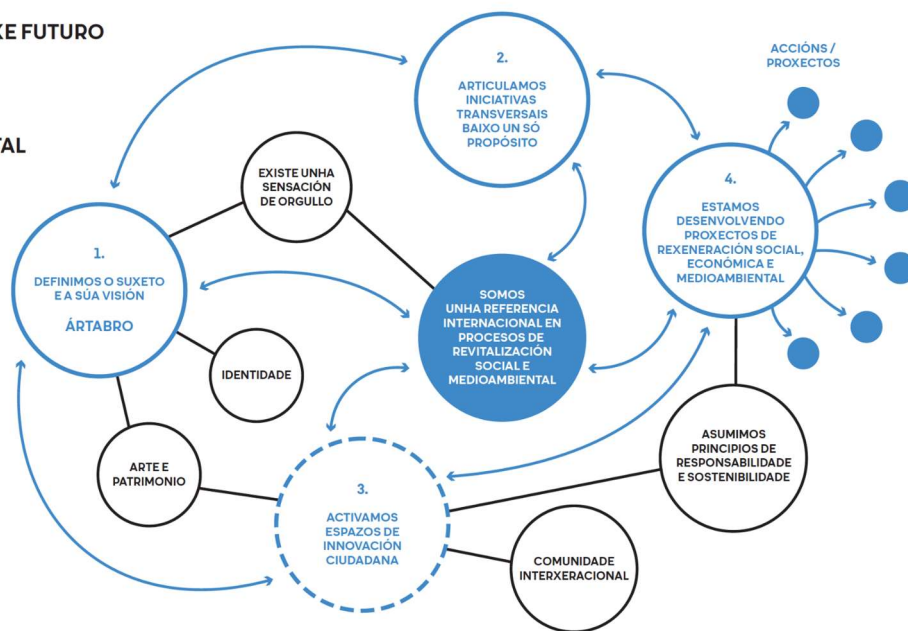 KE FUTURO
TAL
1.
DEFINIMOS O SUXETO
E A SÚA VISIÓN
ÁRTABRO
EXISTE UNHA
SENSACIÓN
DE ORGULLO
IDENTIDADE
ARTE E
PATRIMONIO
2.
ARTICULAMOS
INICIATIVAS
TRANSVERSAIS
BAIXO UN SÓ
PROPÓSITO
SOMOS
UNHA REFERENCIA
INTERNACIONAL EN
PROCESOS DE
REVITALIZACIÓN
SOCIAL E
MEDIOAMBIENTAL
3.
ACTIVAMOS
ESPAZOS DE
INNOVACIÓN
CIUDADANA
COMUNIDADE
INTERXERACIONAL
4.
ESTAMOS
DESENVOLVENDO
PROXECTOS DE
REXENERACIÓN SOCIAL,
ECONÓMICA E
MEDIOAMBIENTAL
ACCIÓNS /
PROXECTOS
ASUMIMOS
PRINCIPIOS DE
RESPONSABILIDADE
E SOSTENIBILIDADE